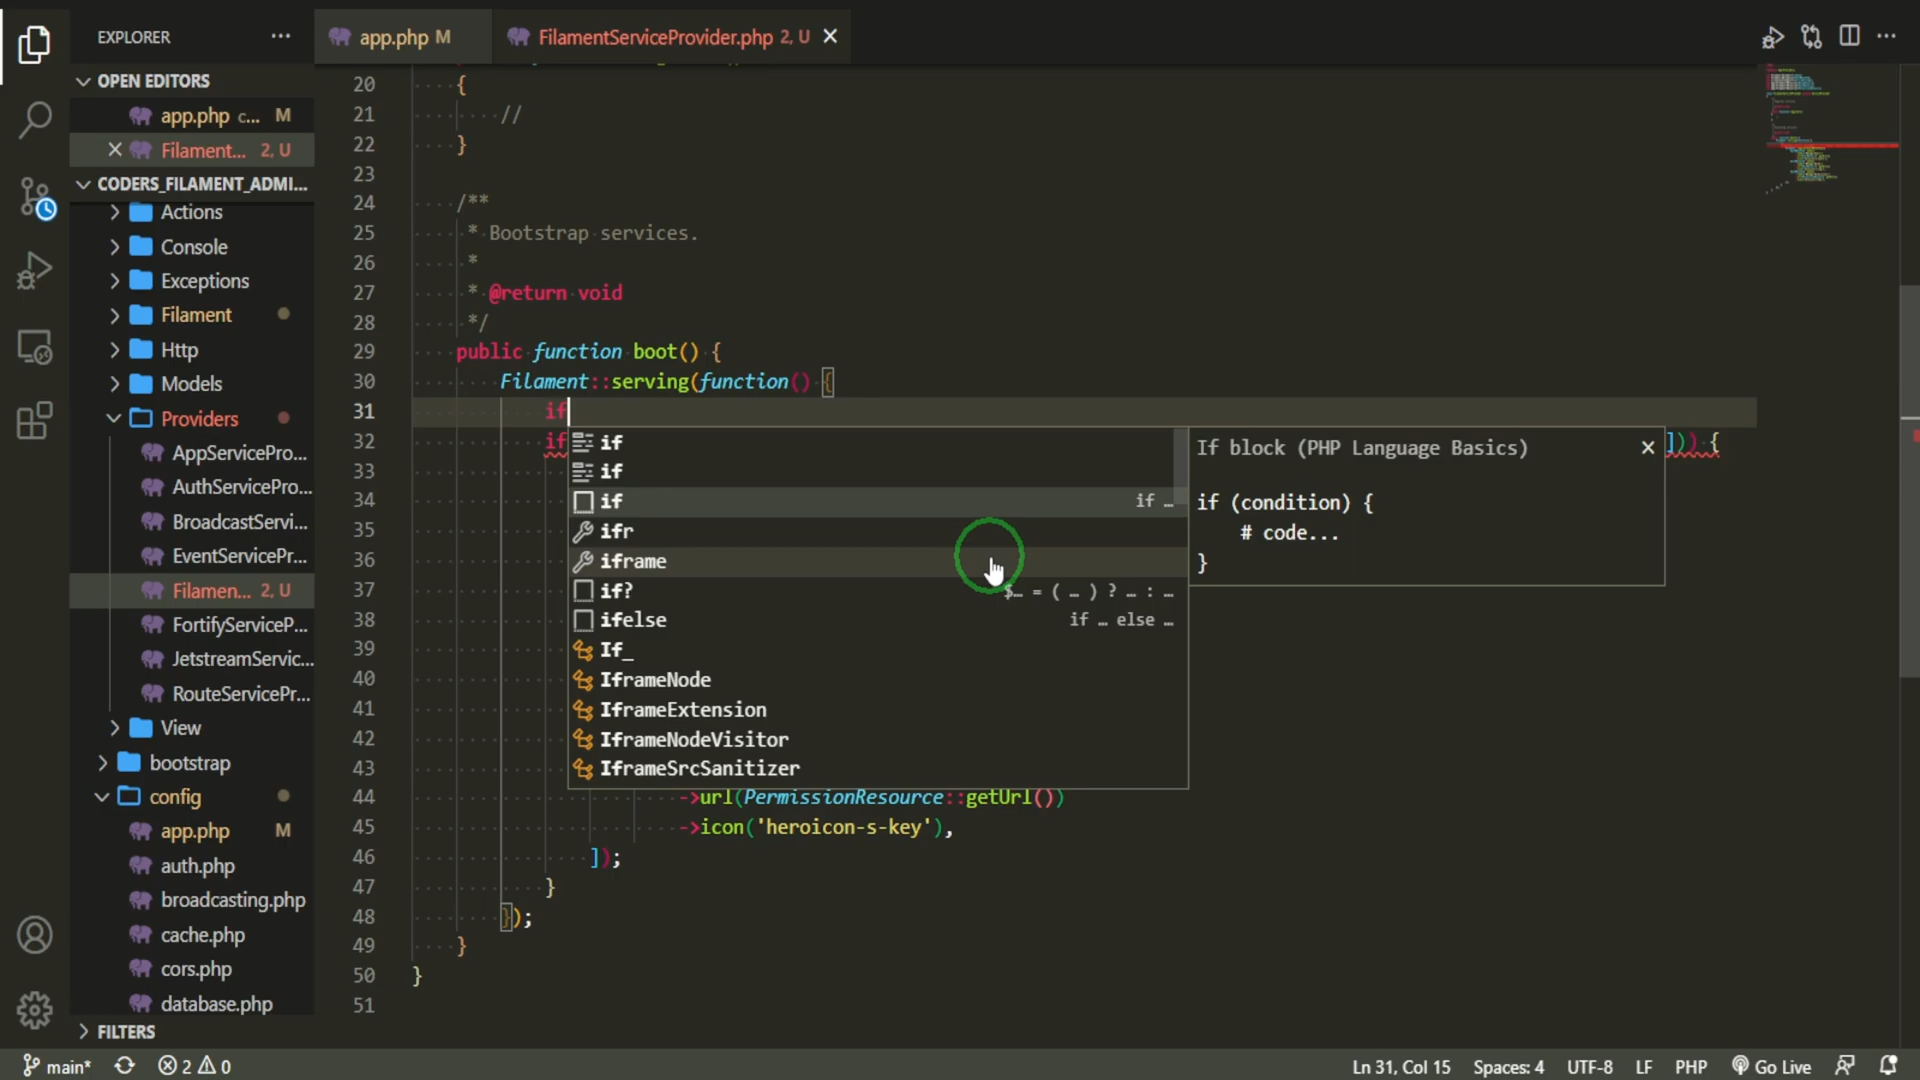 EXPLORER
app.php M
FilamentServiceProvider.php 2, U
OPEN EDITORS
app.php c... M
Filament... 2, U
CODERS_FILAMENT_ADMI...
Actions
Console
Exceptions
Filament
Http
Models
Providers
AppServicePro...
AuthServicePro...
BroadcastServi...
EventServicePr...
Filamen... 2, U
FortifyServiceP...
JetstreamServic...
RouteServicePr...
View
bootstrap
config
app.php M
auth.php
broadcasting.php
cache.php
cors.php
database.php
FILTERS
20 {
21 //
22 }
23
24 /**
25 * Bootstrap services.
26 *
27 * @return void
28 */
29 public function boot() {
30 Filament::serving(function() {
31 if
32 if ])) {
33
34
35
36
37
38
39
40
41
42
43
44 ->url(PermissionResource::getUrl())
45 ->icon('heroicon-s-key'),
46 ]);
47 }
48 });
49 }
50 }
51
if
if
if if …
ifr
iframe
if? $… = ( … ) ? … : …
ifelse if … else …
If_
IframeNode
IframeExtension
IframeNodeVisitor
IframeSrcSanitizer
If block (PHP Language Basics)
if (condition) {
# code...
}
main* 2 0
Ln 31, Col 15 Spaces: 4 UTF-8 LF PHP Go Live